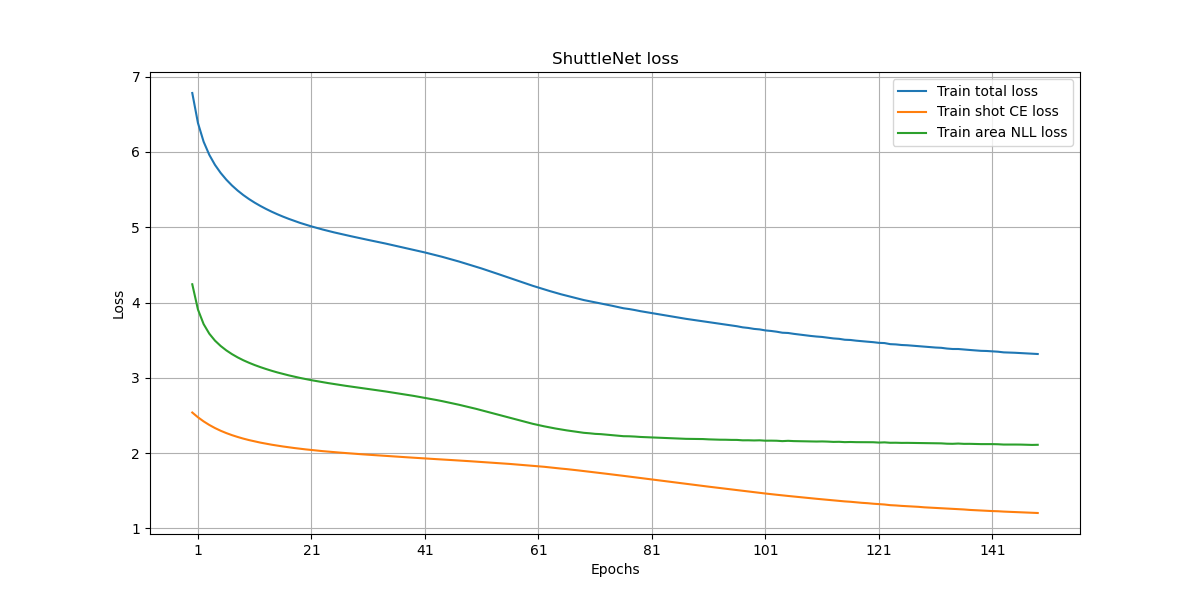 ShuttleNet loss
Train total loss
Train shot CE loss
Train area NLL loss
Loss
7
6
5
4
3
2
1
1 21 41 61 81 101 121 141
Epochs